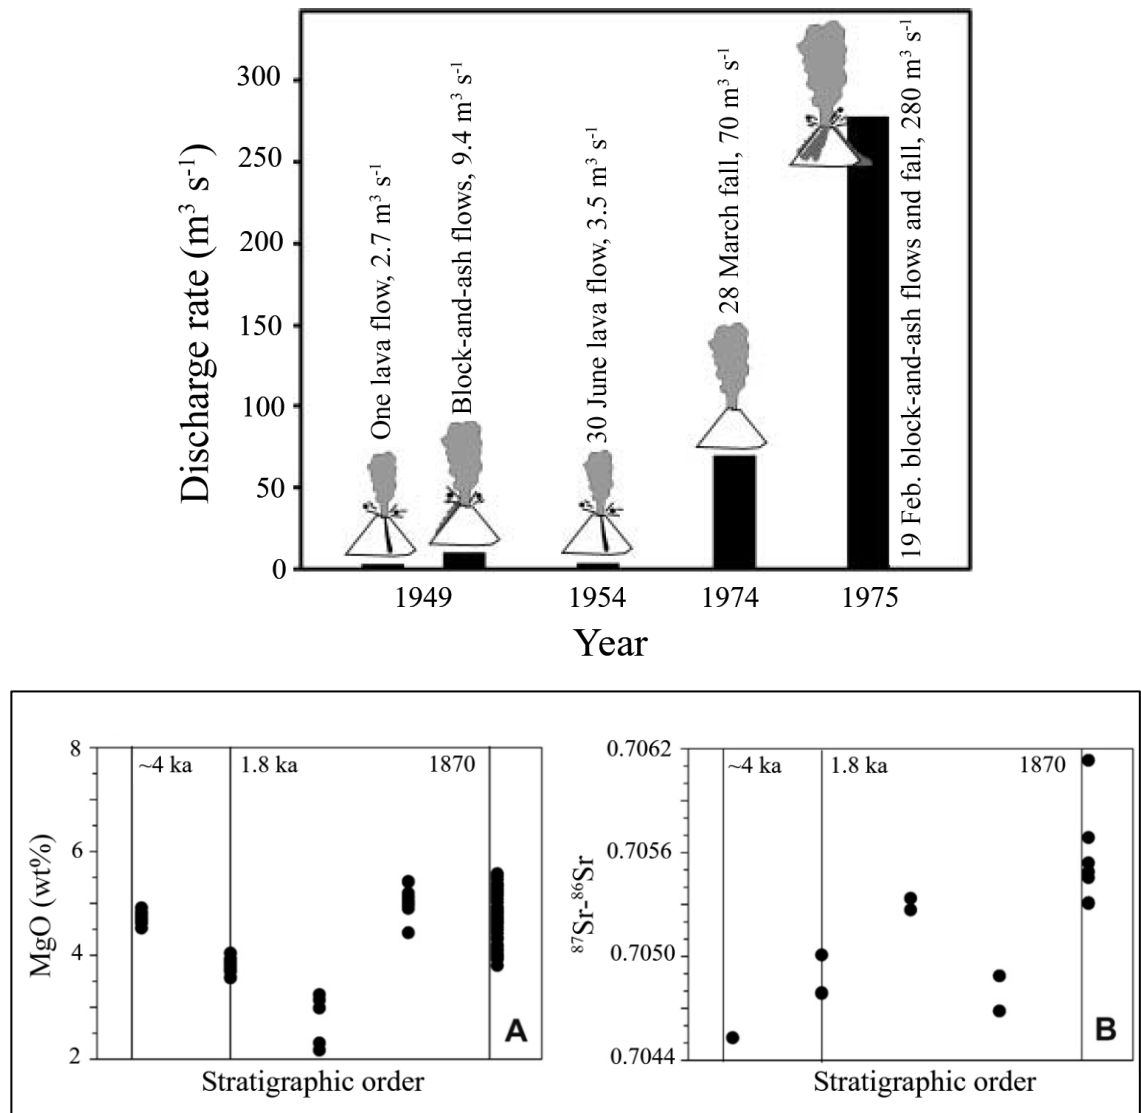 Discharge rate (m³ s⁻¹)
300
250
200
150
100
50
0
One lava flow, 2.7 m³ s⁻¹
Block-and-ash flows, 9.4 m³ s⁻¹
30 June lava flow, 3.5 m³ s⁻¹
28 March fall, 70 m³ s⁻¹
19 Feb. block-and-ash flows and fall, 280 m³ s⁻¹
1949
1954
1974
1975
Year
MgO (wt%)
8
6
4
2
~4 ka
1.8 ka
1870
A
Stratigraphic order
⁸⁷Sr-⁸⁶Sr
0.7062
0.7056
0.7050
0.7044
~4 ka
1.8 ka
1870
B
Stratigraphic order